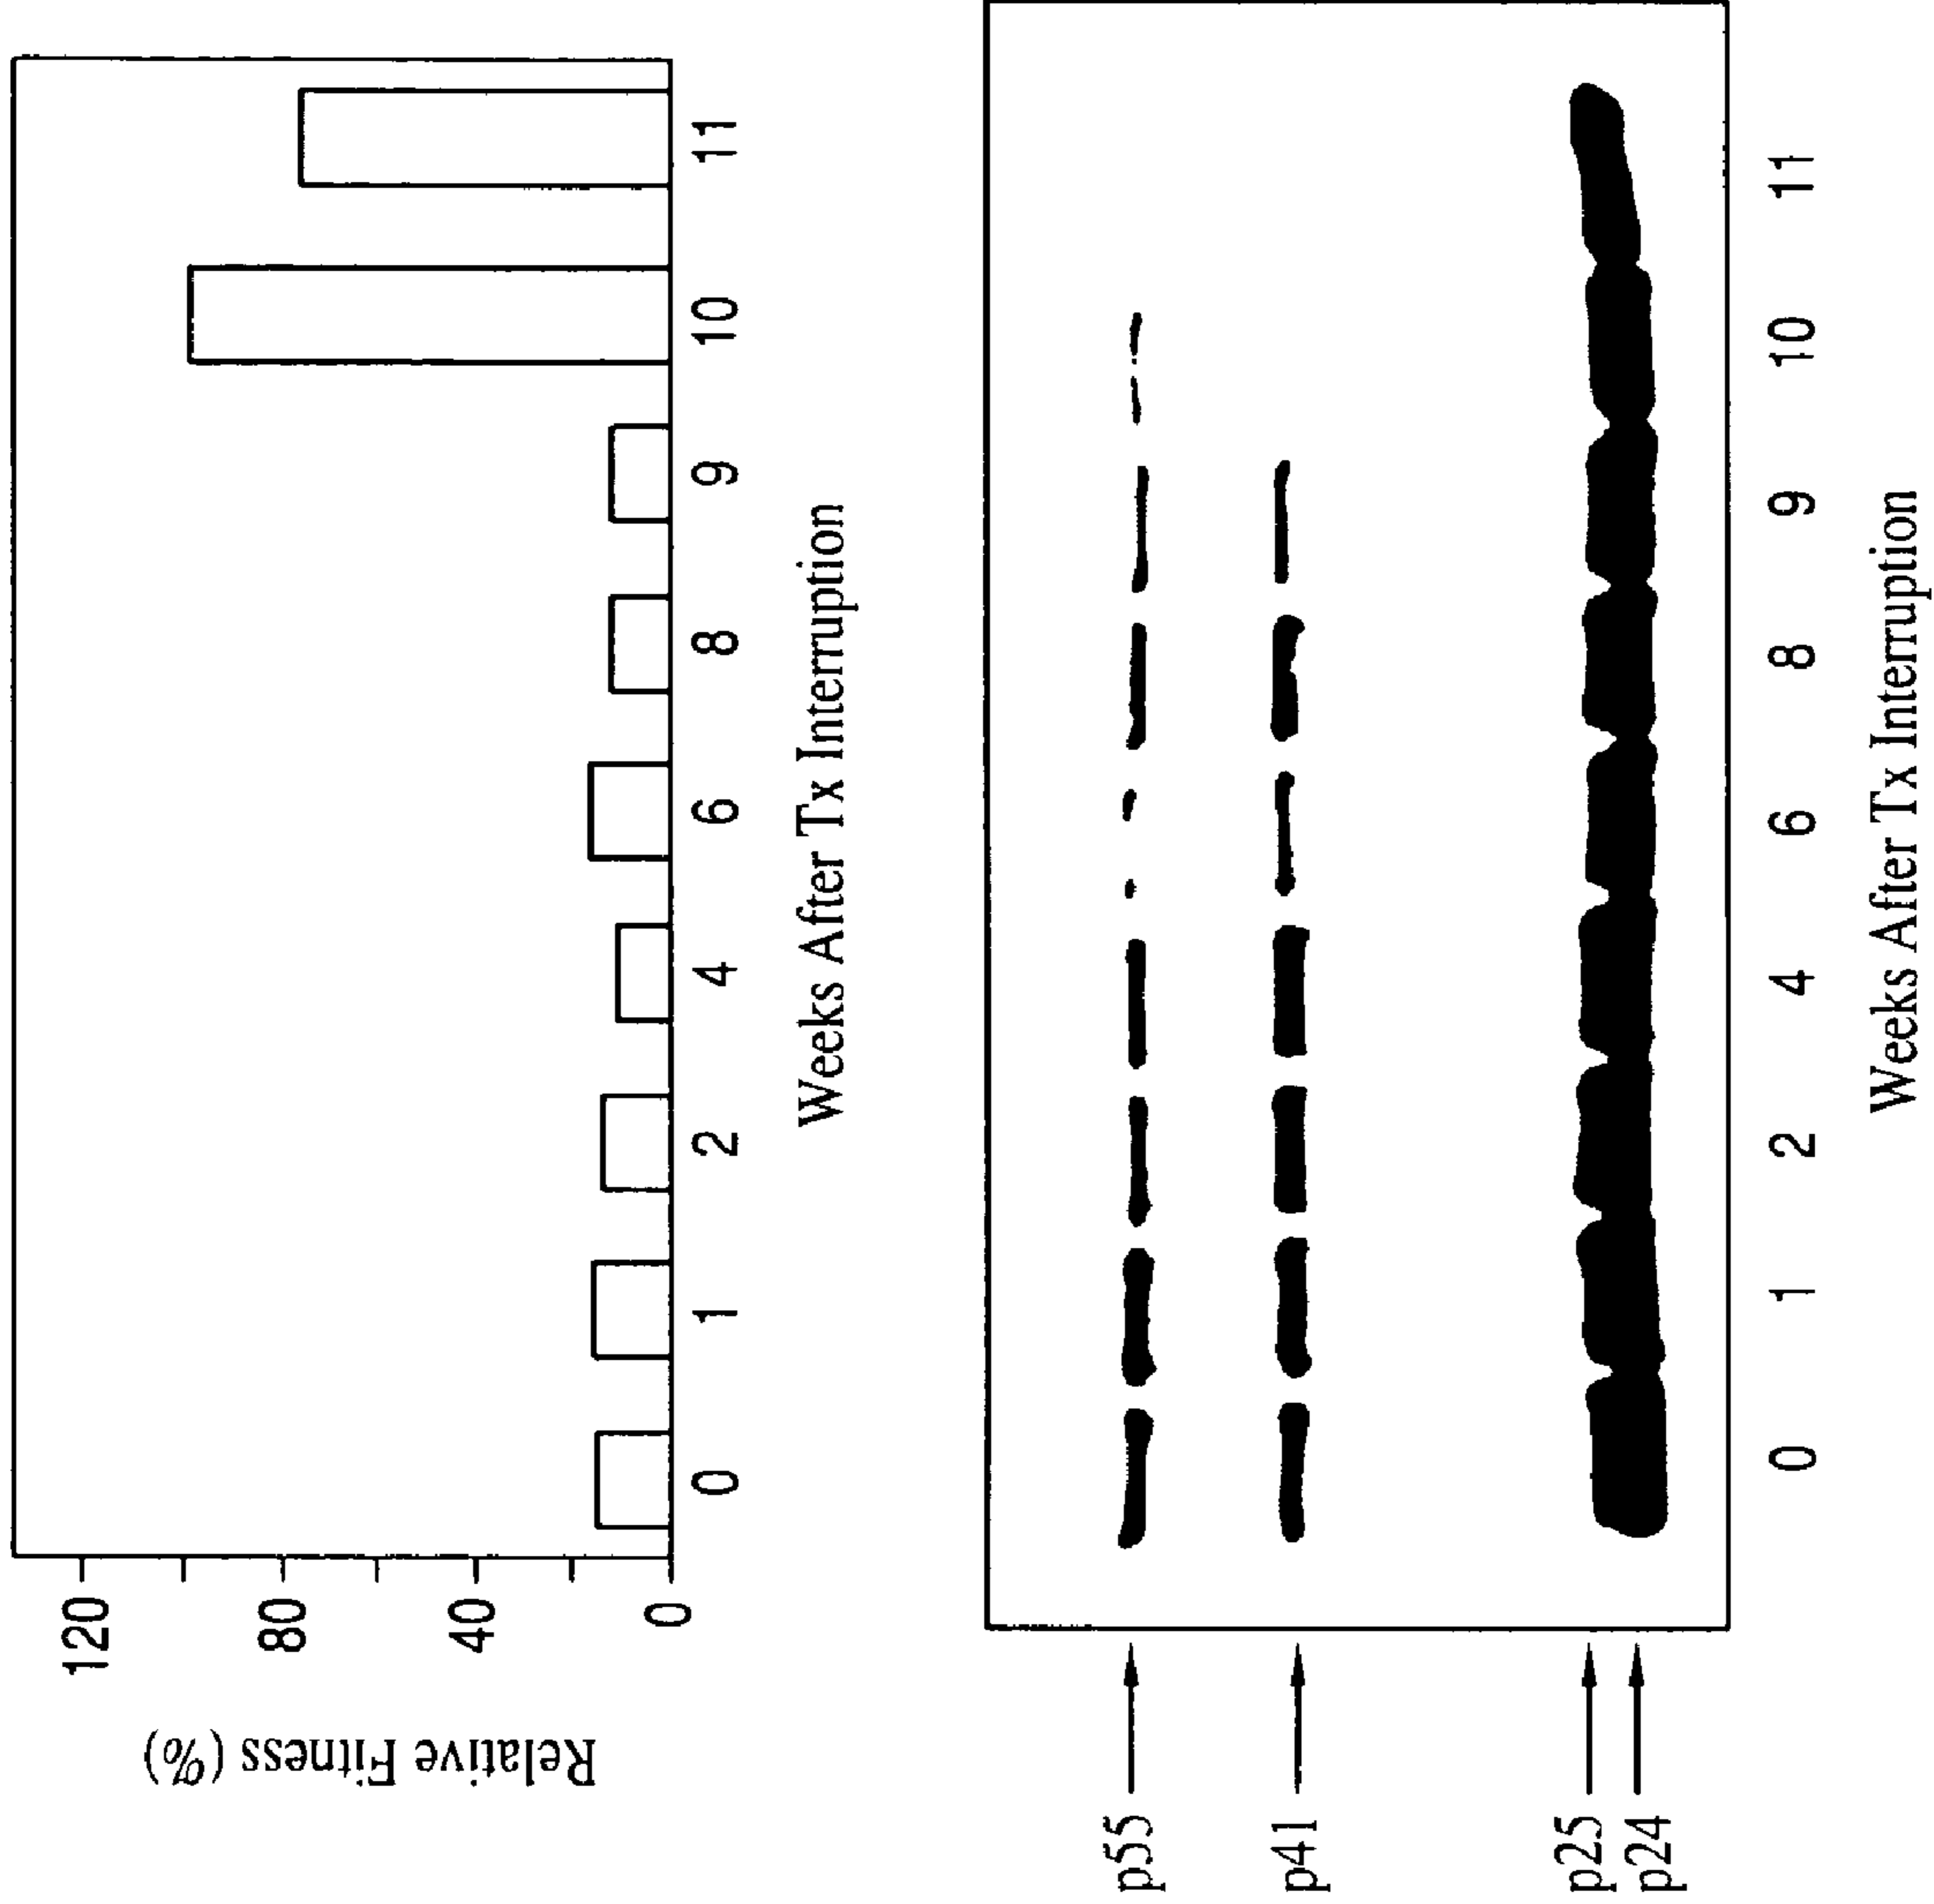 Relative Fitness (%)
120
80
40
0
0 1 2 4 6 8 9 10 11
Weeks After Tx Interruption
p55
p41
p25
p24
0 1 2 4 6 8 9 10 11
Weeks After Tx Interruption